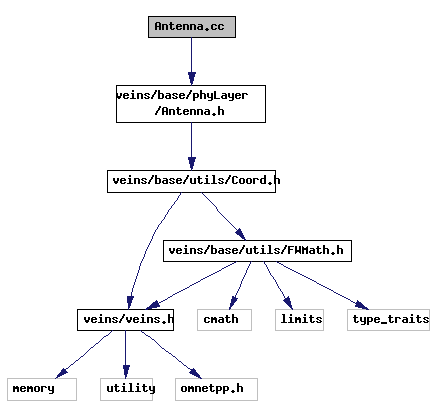 Antenna.cc
veins/base/phyLayer
/Antenna.h
veins/base/utils/Coord.h
veins/base/utils/FWMath.h
veins/veins.h
cmath
limits
type_traits
memory
utility
omnetpp.h